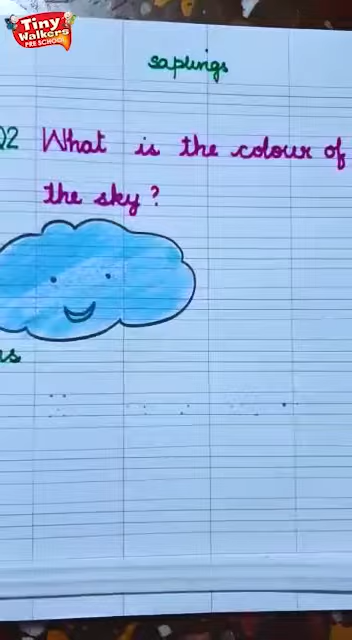 Tiny
Walkers
PRE SCHOOL
saplings
Q2 What is the colour of
the sky?